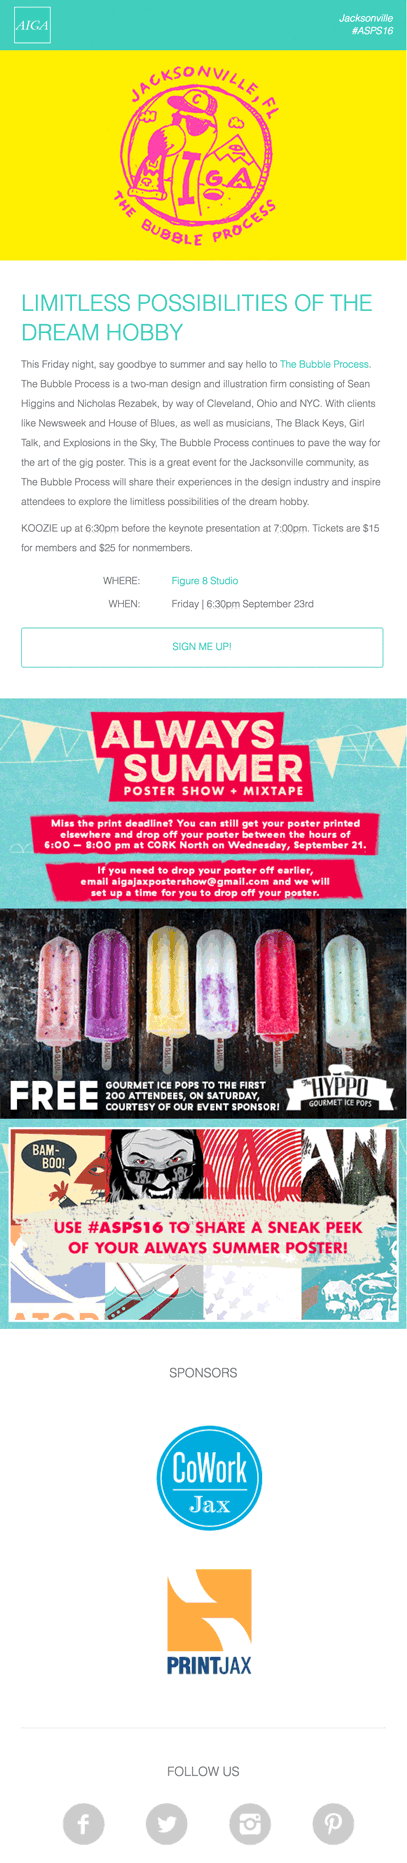 AIGA
Jacksonville
#ASPS16
JACKSONVILLE, FL
C
AIGA
THE BUBBLE PROCESS
LIMITLESS POSSIBILITIES OF THE
DREAM HOBBY
This Friday night, say goodbye to summer and say hello to The Bubble Process.
The Bubble Process is a two-man design and illustration firm consisting of Sean
Higgins and Nicholas Rezabek, by way of Cleveland, Ohio and NYC. With clients
like Newsweek and House of Blues, as well as musicians, The Black Keys, Girl
Talk, and Explosions in the Sky, The Bubble Process continues to pave the way for
the art of the gig poster. This is a great event for the Jacksonville community, as
The Bubble Process will share their experiences in the design industry and inspire
attendees to explore the limitless possibilities of the dream hobby.
KOOZIE up at 6:30pm before the keynote presentation at 7:00pm. Tickets are $15
for members and $25 for nonmembers.
WHERE: Figure 8 Studio
WHEN: Friday | 6:30pm September 23rd
SIGN ME UP!
ALWAYS
SUMMER
POSTER SHOW + MIXTAPE
Miss the print deadline? You can still get your poster printed
elsewhere and drop off your poster between the hours of
6:00 – 8:00 pm at CORK North on Wednesday, September 21.
If you need to drop your poster off earlier,
email aigajaxpostershow@gmail.com and we will
set up a time for you to drop off your poster.
FREE
GOURMET ICE POPS TO THE FIRST
200 ATTENDEES, ON SATURDAY,
COURTESY OF OUR EVENT SPONSOR!
The
HYPPO
GOURMET ICE POPS
BAM-
BOO!
USE #ASPS16 TO SHARE A SNEAK PEEK
OF YOUR ALWAYS SUMMER POSTER!
SPONSORS
CoWork
Jax
PRINTJAX
FOLLOW US